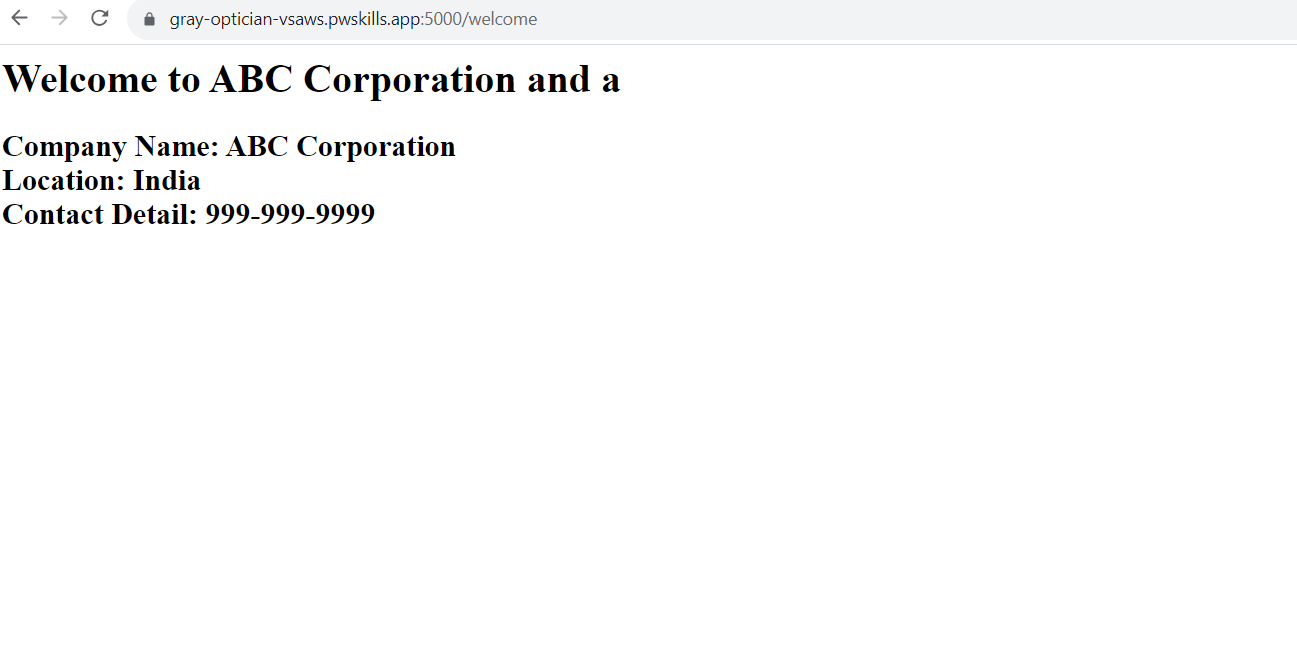 gray-optician-vsaws.pwskills.app:5000/welcome
Welcome to ABC Corporation and a
Company Name: ABC Corporation
Location: India
Contact Detail: 999-999-9999